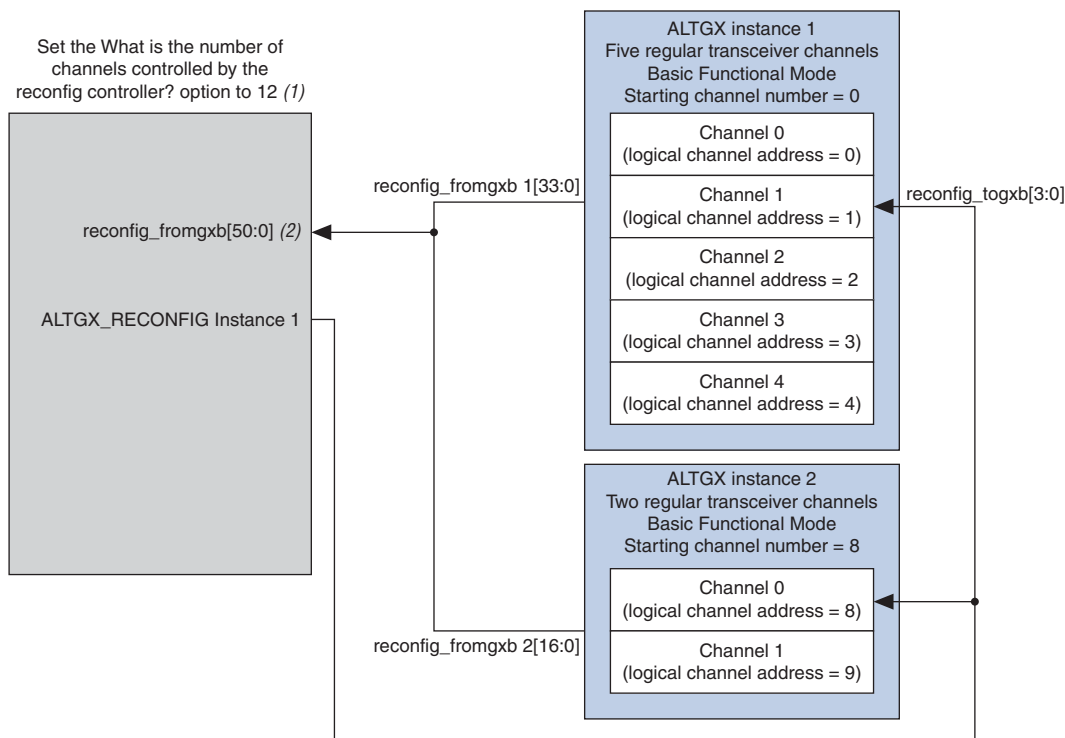 Set the What is the number of
channels controlled by the
reconfig controller? option to 12 (1)
reconfig_fromgxb[50:0] (2)
ALTGX_RECONFIG Instance 1
reconfig_fromgxb 1[33:0]
reconfig_fromgxb 2[16:0]
ALTGX instance 1
Five regular transceiver channels
Basic Functional Mode
Starting channel number = 0
Channel 0
(logical channel address = 0)
Channel 1
(logical channel address = 1)
Channel 2
(logical channel address = 2
Channel 3
(logical channel address = 3)
Channel 4
(logical channel address = 4)
reconfig_togxb[3:0]
ALTGX instance 2
Two regular transceiver channels
Basic Functional Mode
Starting channel number = 8
Channel 0
(logical channel address = 8)
Channel 1
(logical channel address = 9)